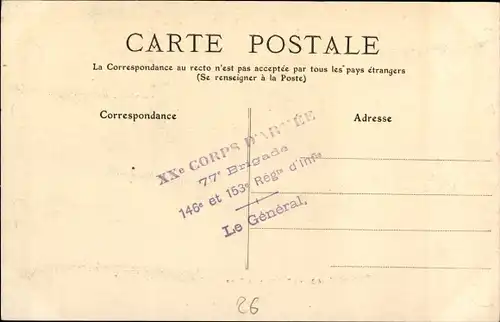 CARTE POSTALE
La Correspondance au recto n'est pas acceptée par tous les pays étrangers
(Se renseigner à la Poste)
Correspondance
Adresse
XXe CORPS D'ARMÉE
77e Brigade
146e et 153e Régts d'Infie
Le Général,
26